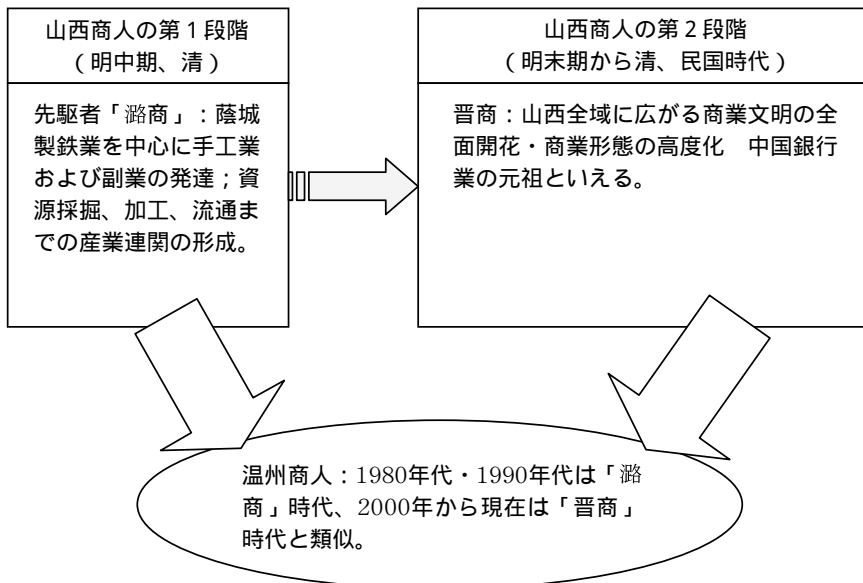 山西商人の第1段階
（明中期、清）
先駆者「潞商」：蔭城
製鉄業を中心に手工業
および副業の発達；資
源採掘、加工、流通ま
での産業連関の形成。
山西商人の第2段階
（明末期から清、民国時代）
晋商：山西全域に広がる商業文明の全
面開花・商業形態の高度化　中国銀行
業の元祖といえる。
温州商人：1980年代・1990年代は「潞
商」時代、2000年から現在は「晋商」
時代と類似。